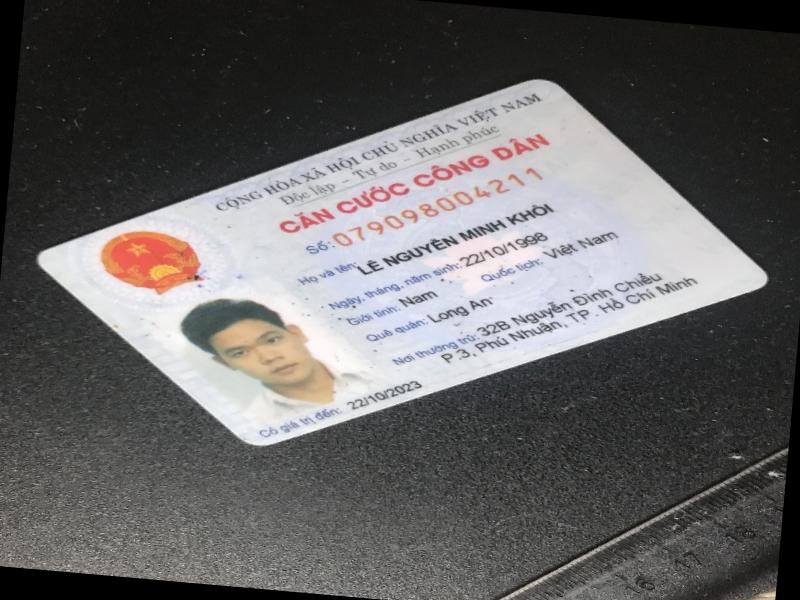 CỘNG HÒA XÃ HỘI CHỦ NGHĨA VIỆT NAM
Độc lập - Tự do - Hạnh phúc
CĂN CƯỚC CÔNG DÂN
Số: 079098004211
Họ và tên: LÊ NGUYÊN MINH KHÔI
Ngày, tháng, năm sinh: 22/10/1998
Giới tính: Nam Quốc tịch: Việt Nam
Quê quán: Long An
Nơi thường trú: 32B Nguyễn Đình Chiểu
P.3, Phú Nhuận, TP. Hồ Chí Minh
Có giá trị đến: 22/10/2023
16 17 18